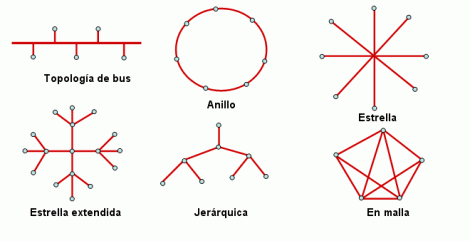 Topología de bus
Anillo
Estrella
Estrella extendida
Jerárquica
En malla